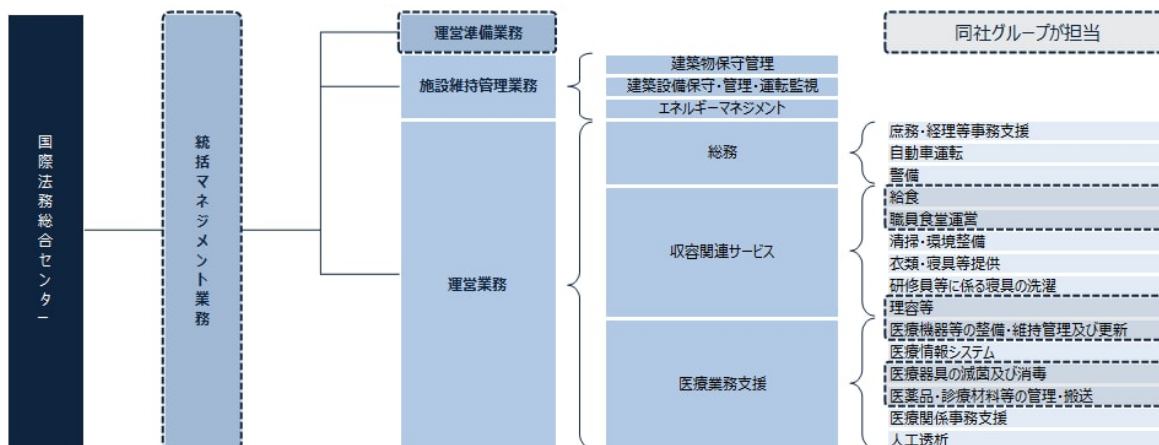 国際法務総合センター
統括マネジメント業務
運営準備業務
施設維持管理業務
運営業務
建築物保守管理
建築設備保守・管理・運転監視
エネルギーマネジメント
総務
収容関連サービス
医療業務支援
同社グループが担当
庶務・経理等事務支援
自動車運転
警備
給食
職員食堂運営
清掃・環境整備
衣類・寝具等提供
研修員等に係る寝具の洗濯
理容等
医療機器等の整備・維持管理及び更新
医療情報システム
医療器具の滅菌及び消毒
医薬品・診療材料等の管理・搬送
医療関係事務支援
人工透析